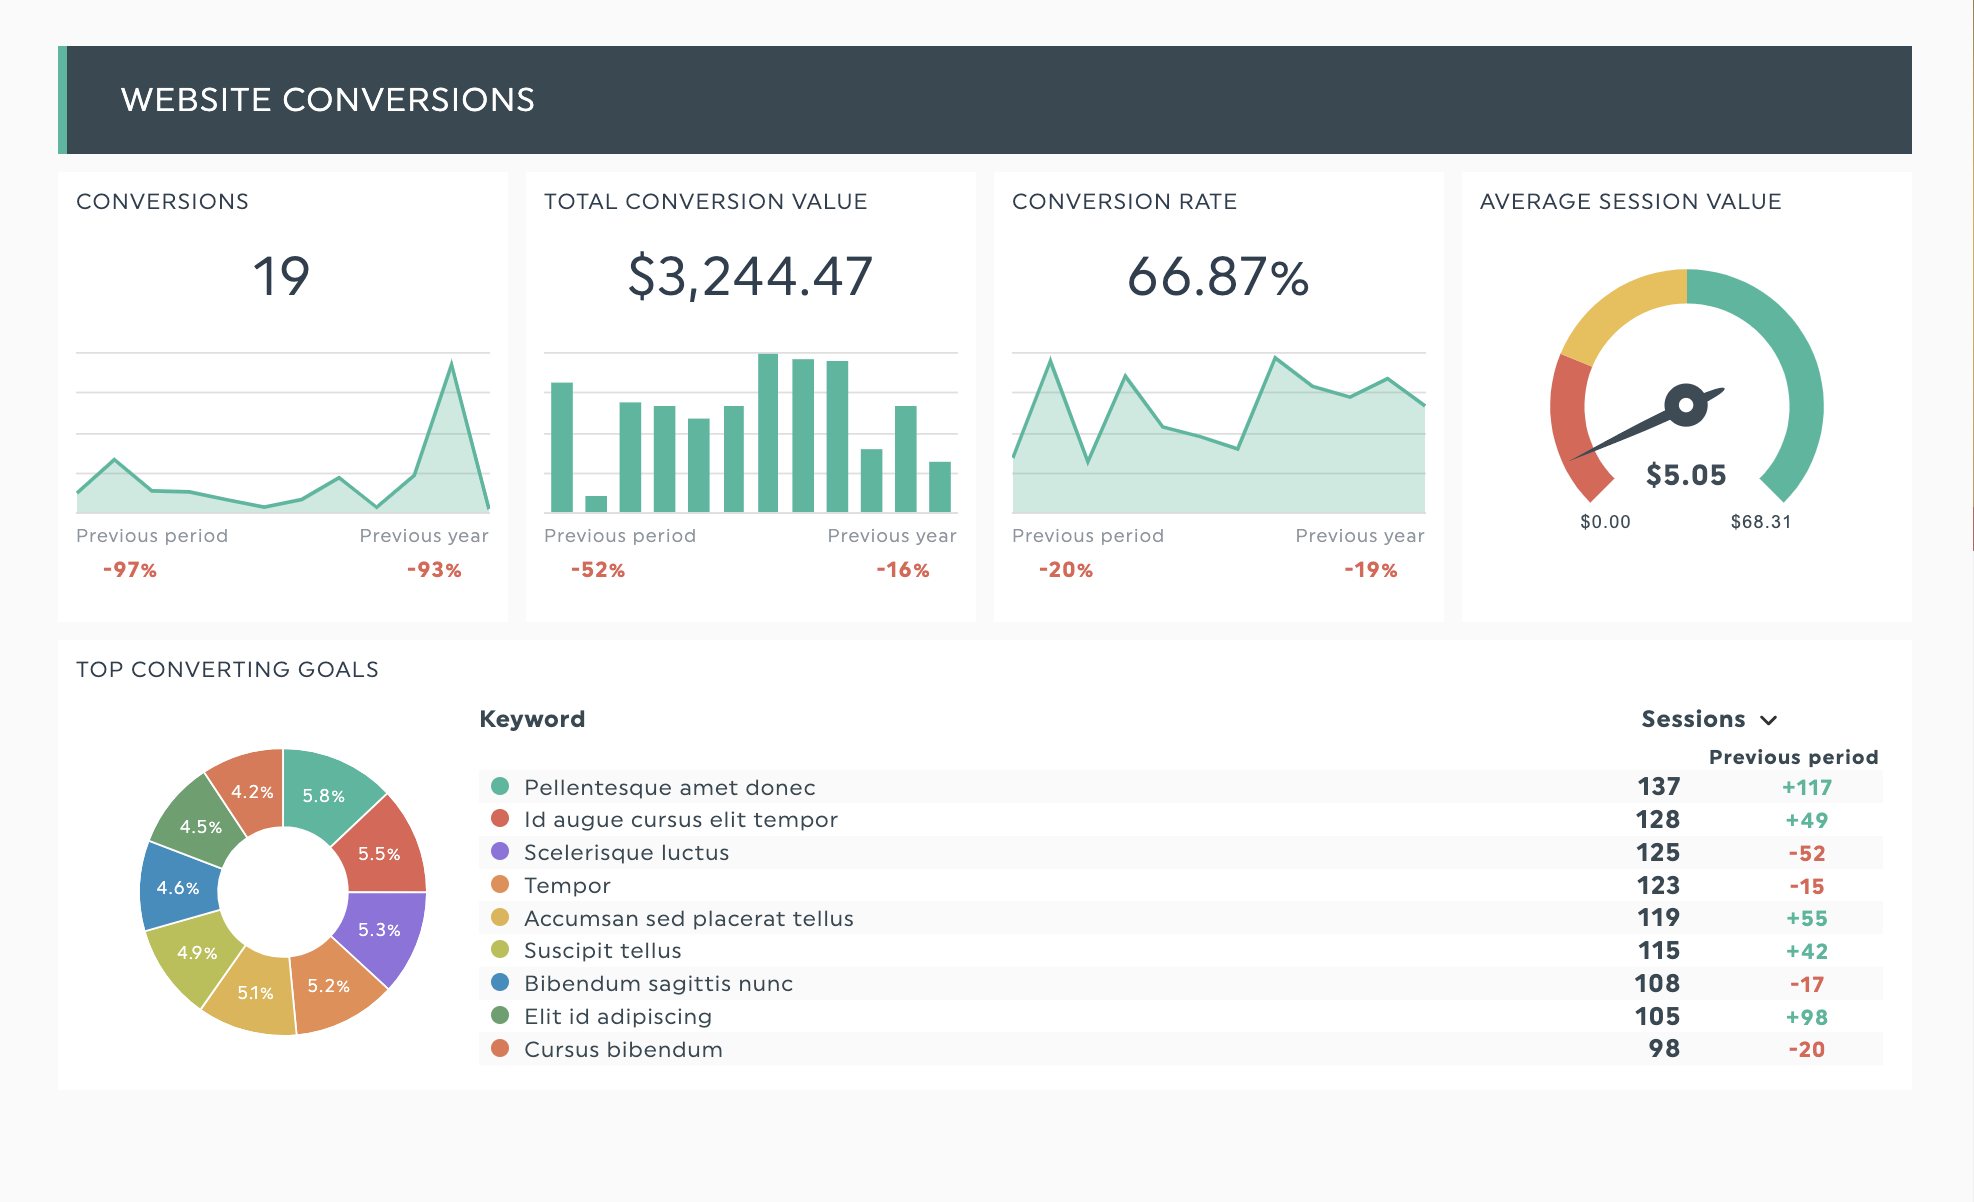 WEBSITE CONVERSIONS
CONVERSIONS
19
Previous period Previous year
-97% -93%
TOTAL CONVERSION VALUE
$3,244.47
Previous period Previous year
-52% -16%
CONVERSION RATE
66.87%
Previous period Previous year
-20% -19%
AVERAGE SESSION VALUE
$5.05
$0.00 $68.31
TOP CONVERTING GOALS
5.8%
5.5%
5.3%
5.2%
5.1%
4.9%
4.6%
4.5%
4.2%
Keyword Sessions
Previous period
Pellentesque amet donec 137 +117
Id augue cursus elit tempor 128 +49
Scelerisque luctus 125 -52
Tempor 123 -15
Accumsan sed placerat tellus 119 +55
Suscipit tellus 115 +42
Bibendum sagittis nunc 108 -17
Elit id adipiscing 105 +98
Cursus bibendum 98 -20